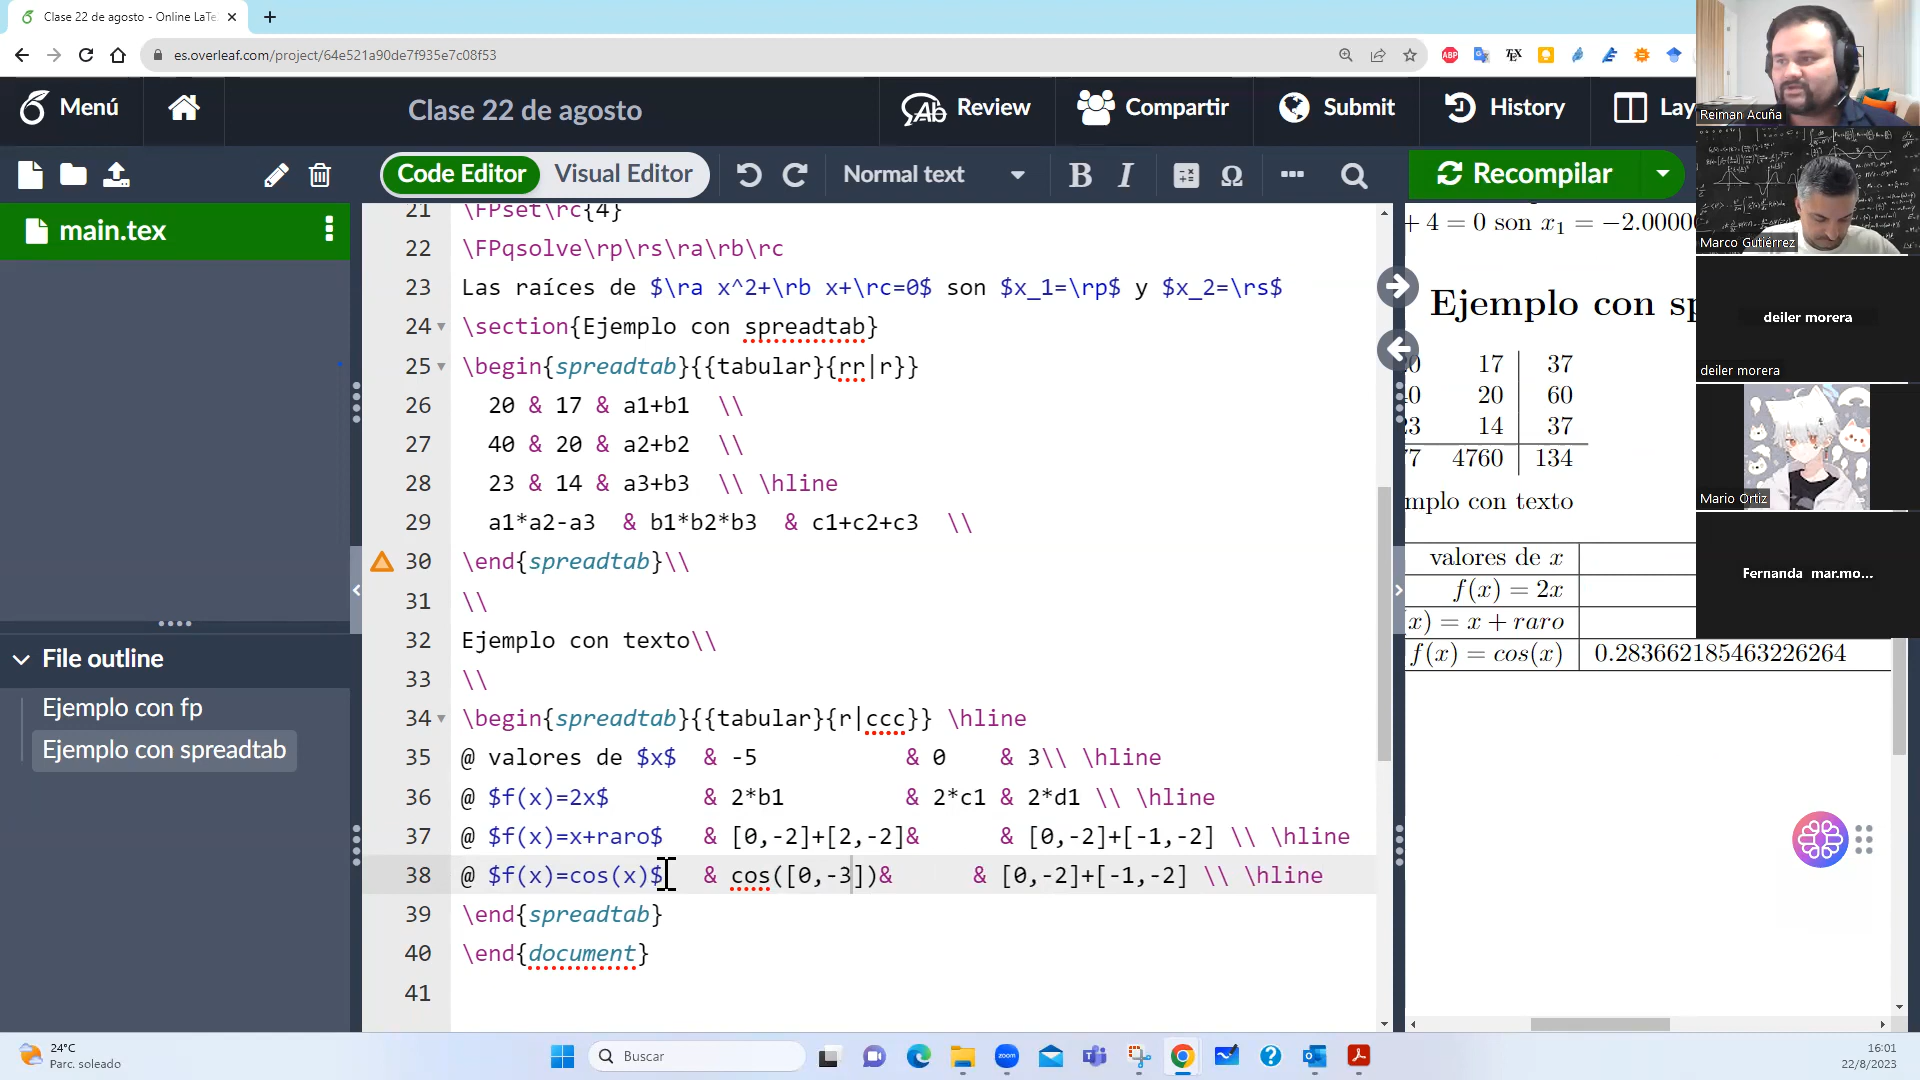 Clase 22 de agosto - Online LaTe
es.overleaf.com/project/64e521a90de7f935e7c08f53
ABP
Menú
Clase 22 de agosto
Review
Compartir
Submit
History
Lay
Code Editor
Visual Editor
Normal text
B I
Ω
Recompilar
main.tex
File outline
Ejemplo con fp
Ejemplo con spreadtab
21 \FPset\rc{4}
22 \FPqsolve\rp\rs\ra\rb\rc
23 Las raíces de $\ra x^2+\rb x+\rc=0$ son $x_1=\rp$ y $x_2=\rs$
24 \section{Ejemplo con spreadtab}
25 \begin{spreadtab}{{tabular}{rr|r}}
26 20 & 17 & a1+b1 \\
27 40 & 20 & a2+b2 \\
28 23 & 14 & a3+b3 \\ \hline
29 a1*a2-a3 & b1*b2*b3 & c1+c2+c3 \\
30 \end{spreadtab}\\
31 \\
32 Ejemplo con texto\\
33 \\
34 \begin{spreadtab}{{tabular}{r|ccc}} \hline
35 @ valores de $x$ & -5 & 0 & 3\\ \hline
36 @ $f(x)=2x$ & 2*b1 & 2*c1 & 2*d1 \\ \hline
37 @ $f(x)=x+raro$ & [0,-2]+[2,-2]& & [0,-2]+[-1,-2] \\ \hline
38 @ $f(x)=cos(x)$ & cos([0,-3])& & [0,-2]+[-1,-2] \\ \hline
39 \end{spreadtab}
40 \end{document}
41
+ 4 = 0 son x₁ = −2.0000
Ejemplo con sp
0 17 37
0 20 60
23 14 37
77 4760 134
mplo con texto
valores de x
f(x) = 2x
x) = x + raro
f(x) = cos(x) 0.283662185463226264
Reiman Acuña
Marco Gutiérrez
deiler morera
deiler morera
Mario Ortiz
Fernanda mar.mo...
24°C
Parc. soleado
Buscar
zoom
16:01
22/8/2023